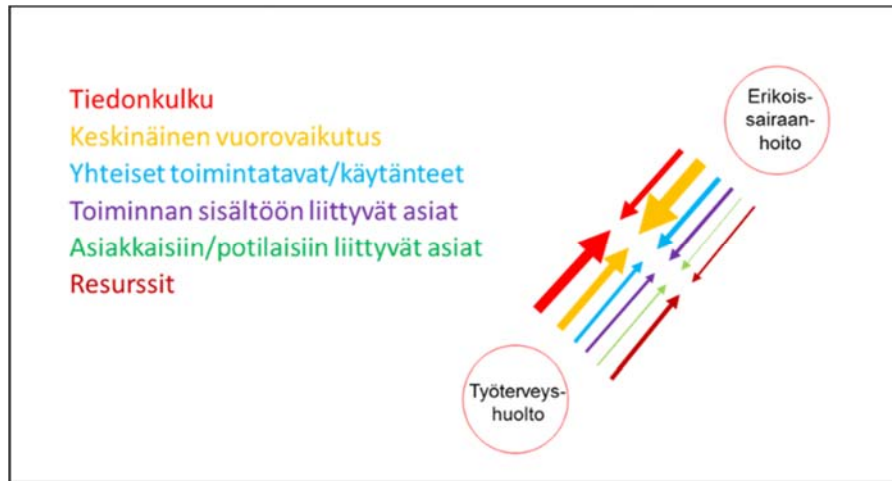 Tiedonkulku
Keskinäinen vuorovaikutus
Yhteiset toimintatavat/käytänteet
Toiminnan sisältöön liittyvät asiat
Asiakkaisiin/potilaisiin liittyvät asiat
Resurssit
Erikois-
sairaan-
hoito
Työterveys-
huolto